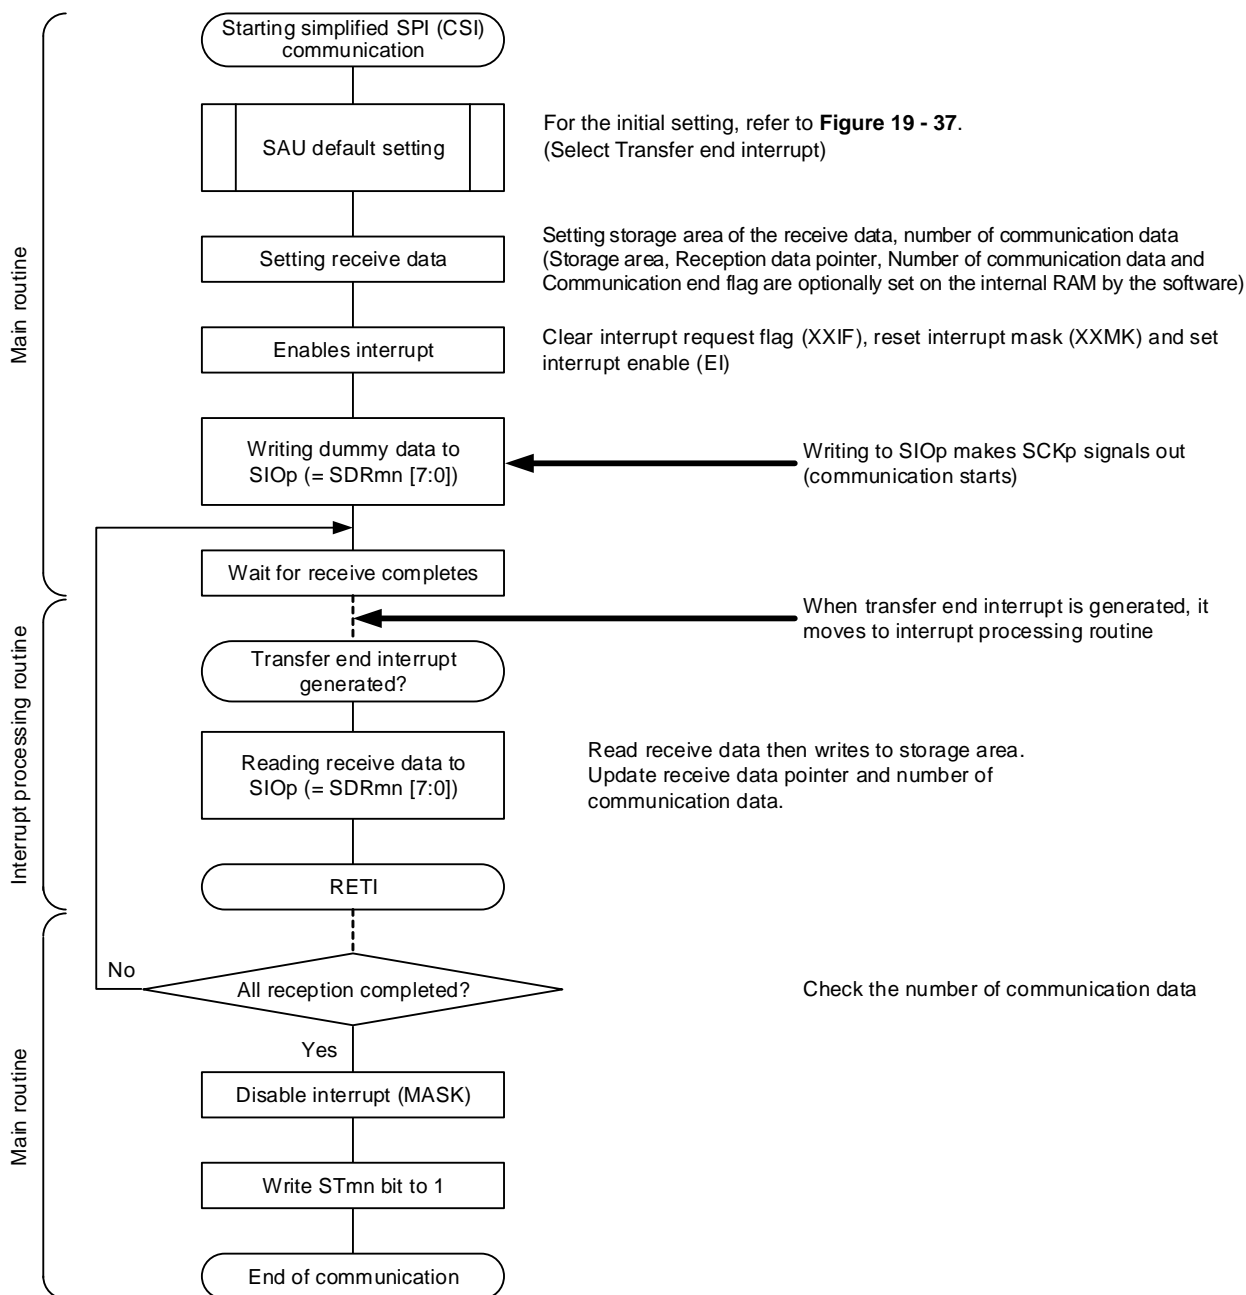 Starting simplified SPI (CSI)
communication
SAU default setting
For the initial setting, refer to Figure 19 - 37.
(Select Transfer end interrupt)
Main routine
Setting receive data
Setting storage area of the receive data, number of communication data
(Storage area, Reception data pointer, Number of communication data and
Communication end flag are optionally set on the internal RAM by the software)
Enables interrupt
Clear interrupt request flag (XXIF), reset interrupt mask (XXMK) and set
interrupt enable (EI)
Writing dummy data to
SIOp (= SDRmn [7:0])
Writing to SIOp makes SCKp signals out
(communication starts)
Wait for receive completes
When transfer end interrupt is generated, it
moves to interrupt processing routine
Interrupt processing routine
Transfer end interrupt
generated?
Reading receive data to
SIOp (= SDRmn [7:0])
Read receive data then writes to storage area.
Update receive data pointer and number of
communication data.
RETI
Main routine
No
All reception completed?
Check the number of communication data
Yes
Disable interrupt (MASK)
Write STmn bit to 1
End of communication